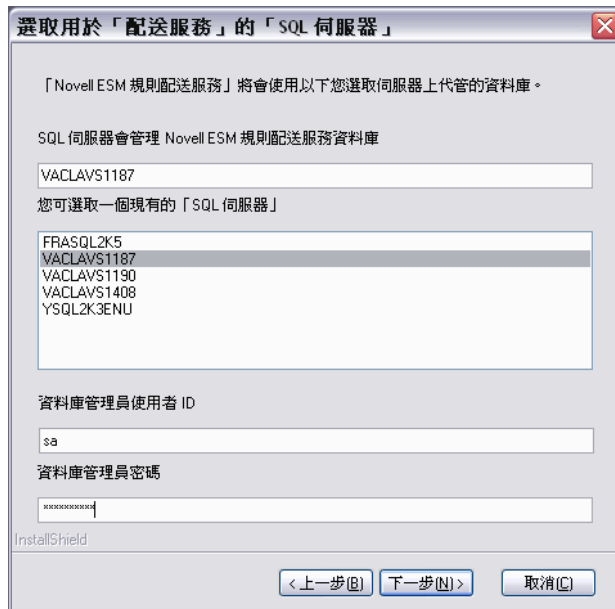 選取用於「配送服務」的「SQL 伺服器」
「Novell ESM 規則配送服務」將會使用以下您選取伺服器上代管的資料庫。
SQL 伺服器會管理 Novell ESM 規則配送服務資料庫
VACLAVS1187
您可選取一個現有的「SQL 伺服器」
FRASQL2K5
VACLAVS1187
VACLAVS1190
VACLAVS1408
YSQL2K3ENU
資料庫管理員使用者 ID
sa
資料庫管理員密碼
**********
InstallShield
<上一步(B) 下一步(N)> 取消(C)